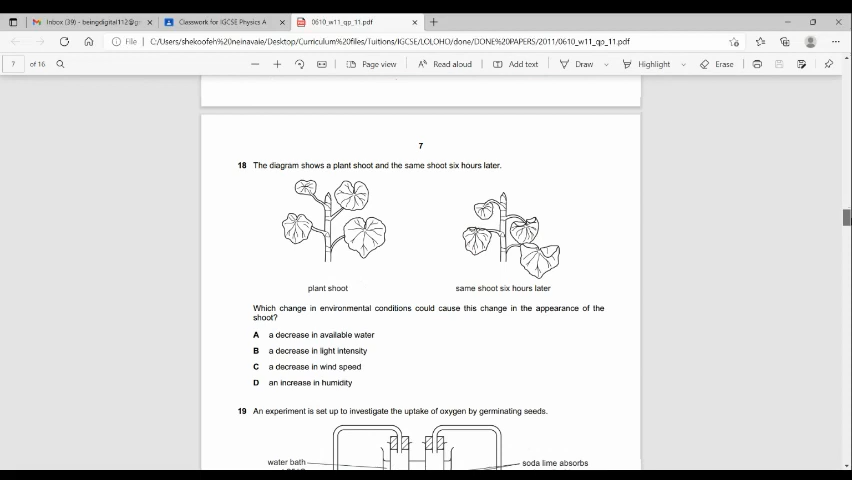 Inbox (39) - beingdigital112@g
Classwork for IGCSE Physics A
0610_w11_qp_11.pdf
File
C:/Users/shekoofeh%20neinavaie/Desktop/Curriculum%20files/Tuitions/IGCSE/LOLOHO/done/DONE%20PAPERS/2011/0610_w11_qp_11.pdf
7 of 16
Page view
Read aloud
Add text
Draw
Highlight
Erase
7
18 The diagram shows a plant shoot and the same shoot six hours later.
plant shoot
same shoot six hours later
Which change in environmental conditions could cause this change in the appearance of the
shoot?
A a decrease in available water
B a decrease in light intensity
C a decrease in wind speed
D an increase in humidity
19 An experiment is set up to investigate the uptake of oxygen by germinating seeds.
water bath
soda lime absorbs